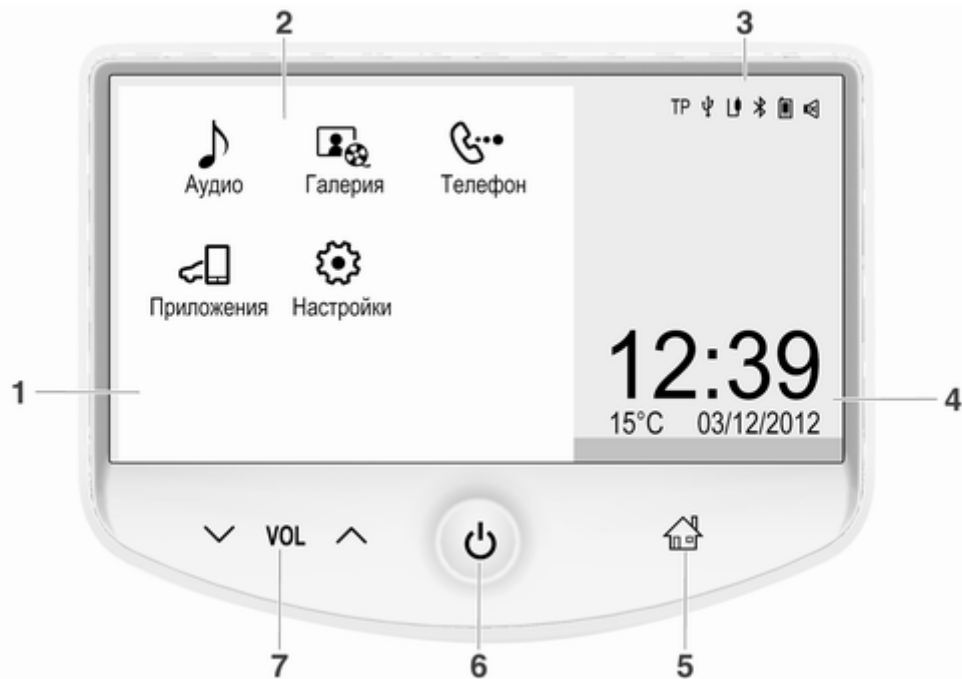 2
3
TP
Аудио
Галерия
Телефон
Приложения
Настройки
12:39
1
4
15°C
03/12/2012
VOL
7
6
5